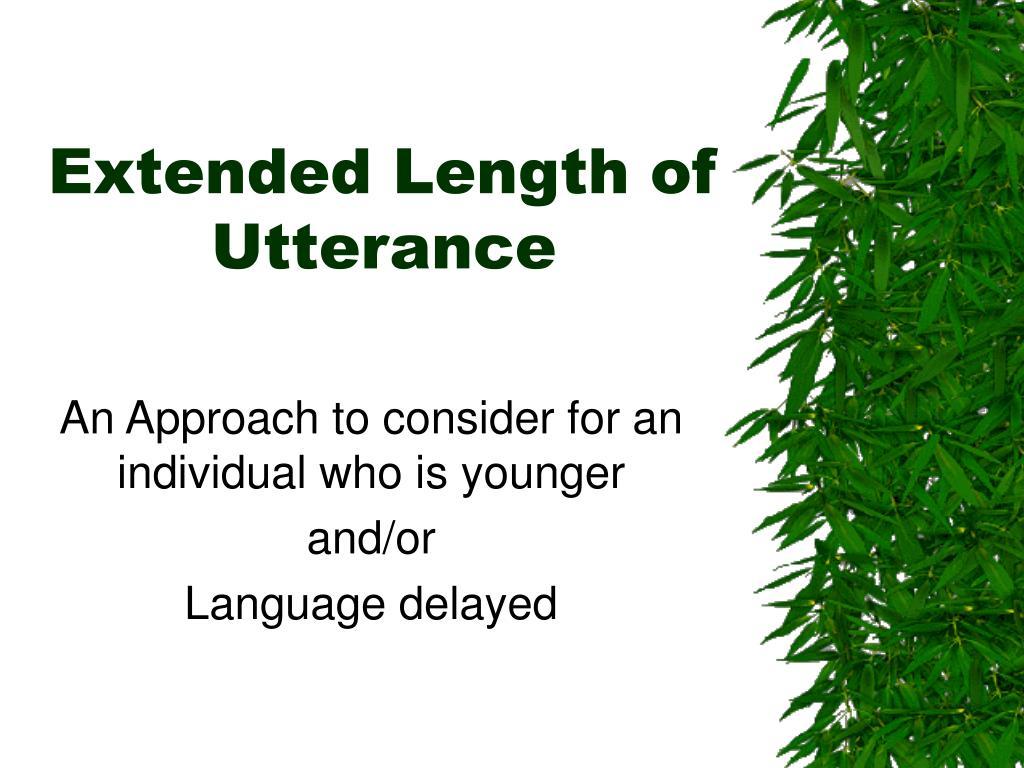 Extended Length of
Utterance
An Approach to consider for an
individual who is younger
and/or
Language delayed